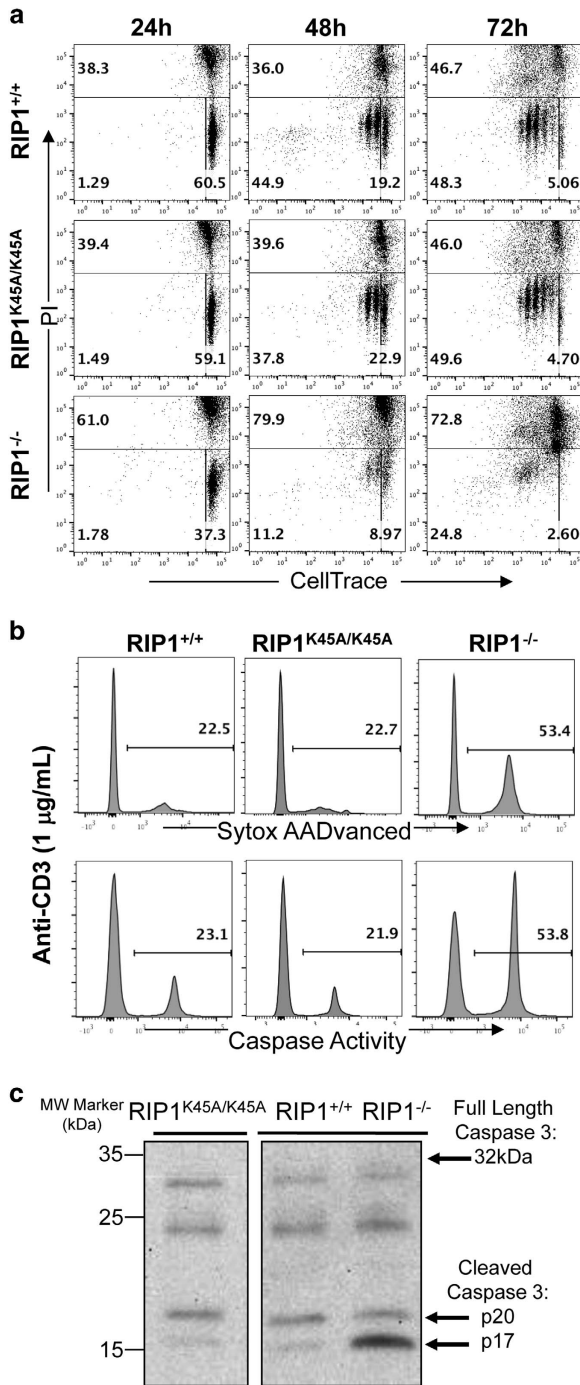 a
24h 48h 72h
RIP1+/+
38.3 36.0 46.7
1.29 60.5 44.9 19.2 48.3 5.06
RIP1K45A/K45A
39.4 39.6 46.0
1.49 59.1 37.8 22.9 49.6 4.70
RIP1-/-
61.0 79.9 72.8
1.78 37.3 11.2 8.97 24.8 2.60
PI
CellTrace
b
RIP1+/+ RIP1K45A/K45A RIP1-/-
Anti-CD3 (1 µg/mL)
22.5 22.7 53.4
Sytox AADvanced
23.1 21.9 53.8
Caspase Activity
c
MW Marker (kDa) RIP1K45A/K45A RIP1+/+ RIP1-/- Full Length
Caspase 3:
35 32kDa
25
Cleaved
Caspase 3:
p20
15 p17